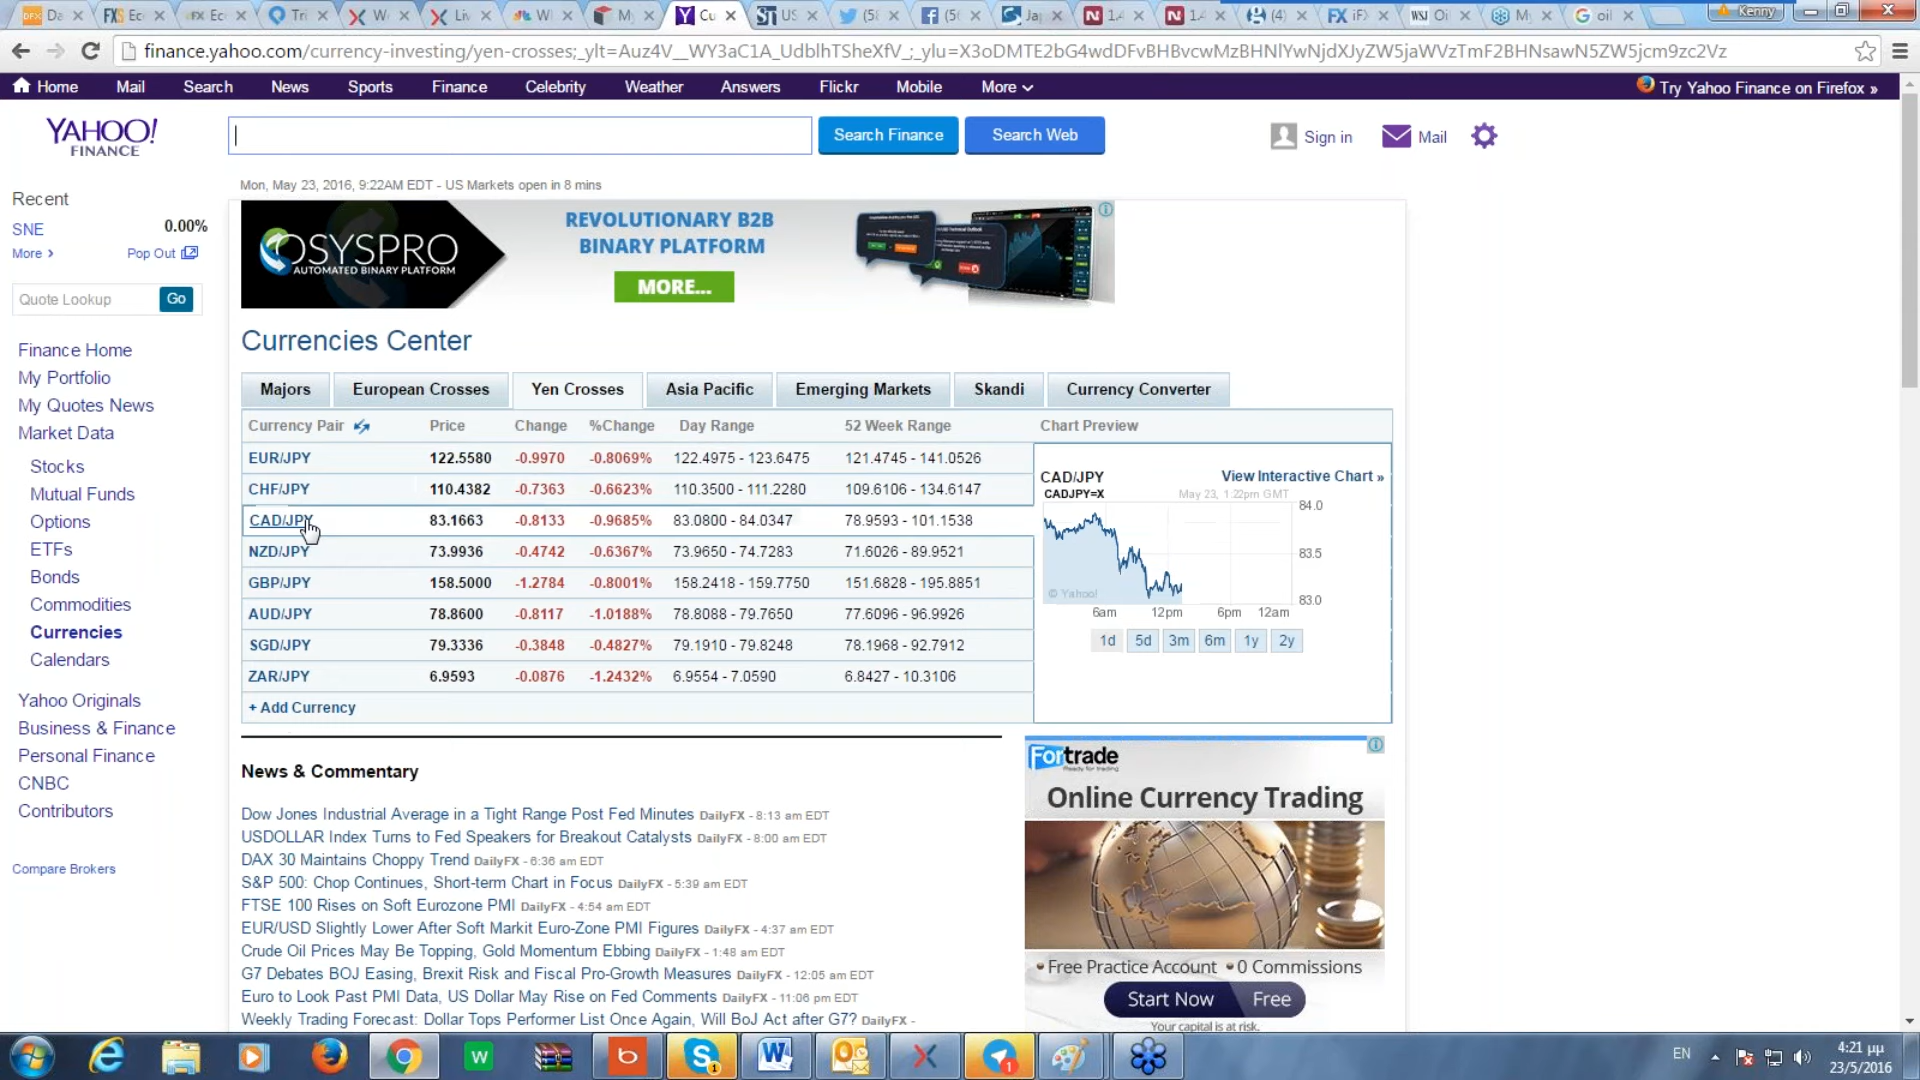 Kenny
finance.yahoo.com/currency-investing/yen-crosses;_ylt=Auz4V__WY3aC1A_UdblhTSheXfV_;_ylu=X3oDMTE2bG4wdDFvBHBvcwMzBHNlYwNjdXJyZW5jaWVzTmF2BHNsawN5ZW5jcm9zc2Vz
Home Mail Search News Sports Finance Celebrity Weather Answers Flickr Mobile More
Try Yahoo Finance on Firefox »
YAHOO!
FINANCE
Search Finance
Search Web
Sign in
Mail
Mon, May 23, 2016, 9:22AM EDT - US Markets open in 8 mins
Recent
SNE 0.00%
More ›
Pop Out
Quote Lookup
Go
Finance Home
My Portfolio
My Quotes News
Market Data
Stocks
Mutual Funds
Options
ETFs
Bonds
Commodities
Currencies
Calendars
Yahoo Originals
Business & Finance
Personal Finance
CNBC
Contributors
Compare Brokers
OSYSPRO
AUTOMATED BINARY PLATFORM
REVOLUTIONARY B2B
BINARY PLATFORM
MORE...
Currencies Center
Majors
European Crosses
Yen Crosses
Asia Pacific
Emerging Markets
Skandi
Currency Converter
Currency Pair Price Change %Change Day Range 52 Week Range Chart Preview
EUR/JPY 122.5580 -0.9970 -0.8069% 122.4975 - 123.6475 121.4745 - 141.0526
CHF/JPY 110.4382 -0.7363 -0.6623% 110.3500 - 111.2280 109.6106 - 134.6147
CAD/JPY 83.1663 -0.8133 -0.9685% 83.0800 - 84.0347 78.9593 - 101.1538
NZD/JPY 73.9936 -0.4742 -0.6367% 73.9650 - 74.7283 71.6026 - 89.9521
GBP/JPY 158.5000 -1.2784 -0.8001% 158.2418 - 159.7750 151.6828 - 195.8851
AUD/JPY 78.8600 -0.8117 -1.0188% 78.8088 - 79.7650 77.6096 - 96.9926
SGD/JPY 79.3336 -0.3848 -0.4827% 79.1910 - 79.8248 78.1968 - 92.7912
ZAR/JPY 6.9593 -0.0876 -1.2432% 6.9554 - 7.0590 6.8427 - 10.3106
+ Add Currency
CAD/JPY
View Interactive Chart »
CADJPY=X
May 23, 1:22pm GMT
84.0
83.5
83.0
© Yahoo!
6am 12pm 6pm 12am
1d 5d 3m 6m 1y 2y
News & Commentary
Dow Jones Industrial Average in a Tight Range Post Fed Minutes DailyFX - 8:13 am EDT
USDOLLAR Index Turns to Fed Speakers for Breakout Catalysts DailyFX - 8:00 am EDT
DAX 30 Maintains Choppy Trend DailyFX - 6:36 am EDT
S&P 500: Chop Continues, Short-term Chart in Focus DailyFX - 5:39 am EDT
FTSE 100 Rises on Soft Eurozone PMI DailyFX - 4:54 am EDT
EUR/USD Slightly Lower After Soft Markit Euro-Zone PMI Figures DailyFX - 4:37 am EDT
Crude Oil Prices May Be Topping, Gold Momentum Ebbing DailyFX - 1:48 am EDT
G7 Debates BOJ Easing, Brexit Risk and Fiscal Pro-Growth Measures DailyFX - 12:05 am EDT
Euro to Look Past PMI Data, US Dollar May Rise on Fed Comments DailyFX - 11:06 pm EDT
Weekly Trading Forecast: Dollar Tops Performer List Once Again, Will BoJ Act after G7? DailyFX -
Fortrade
Ready for trading
Online Currency Trading
• Free Practice Account • 0 Commissions
Start Now Free
Your capital is at risk.
EN
4:21 μμ
23/5/2016